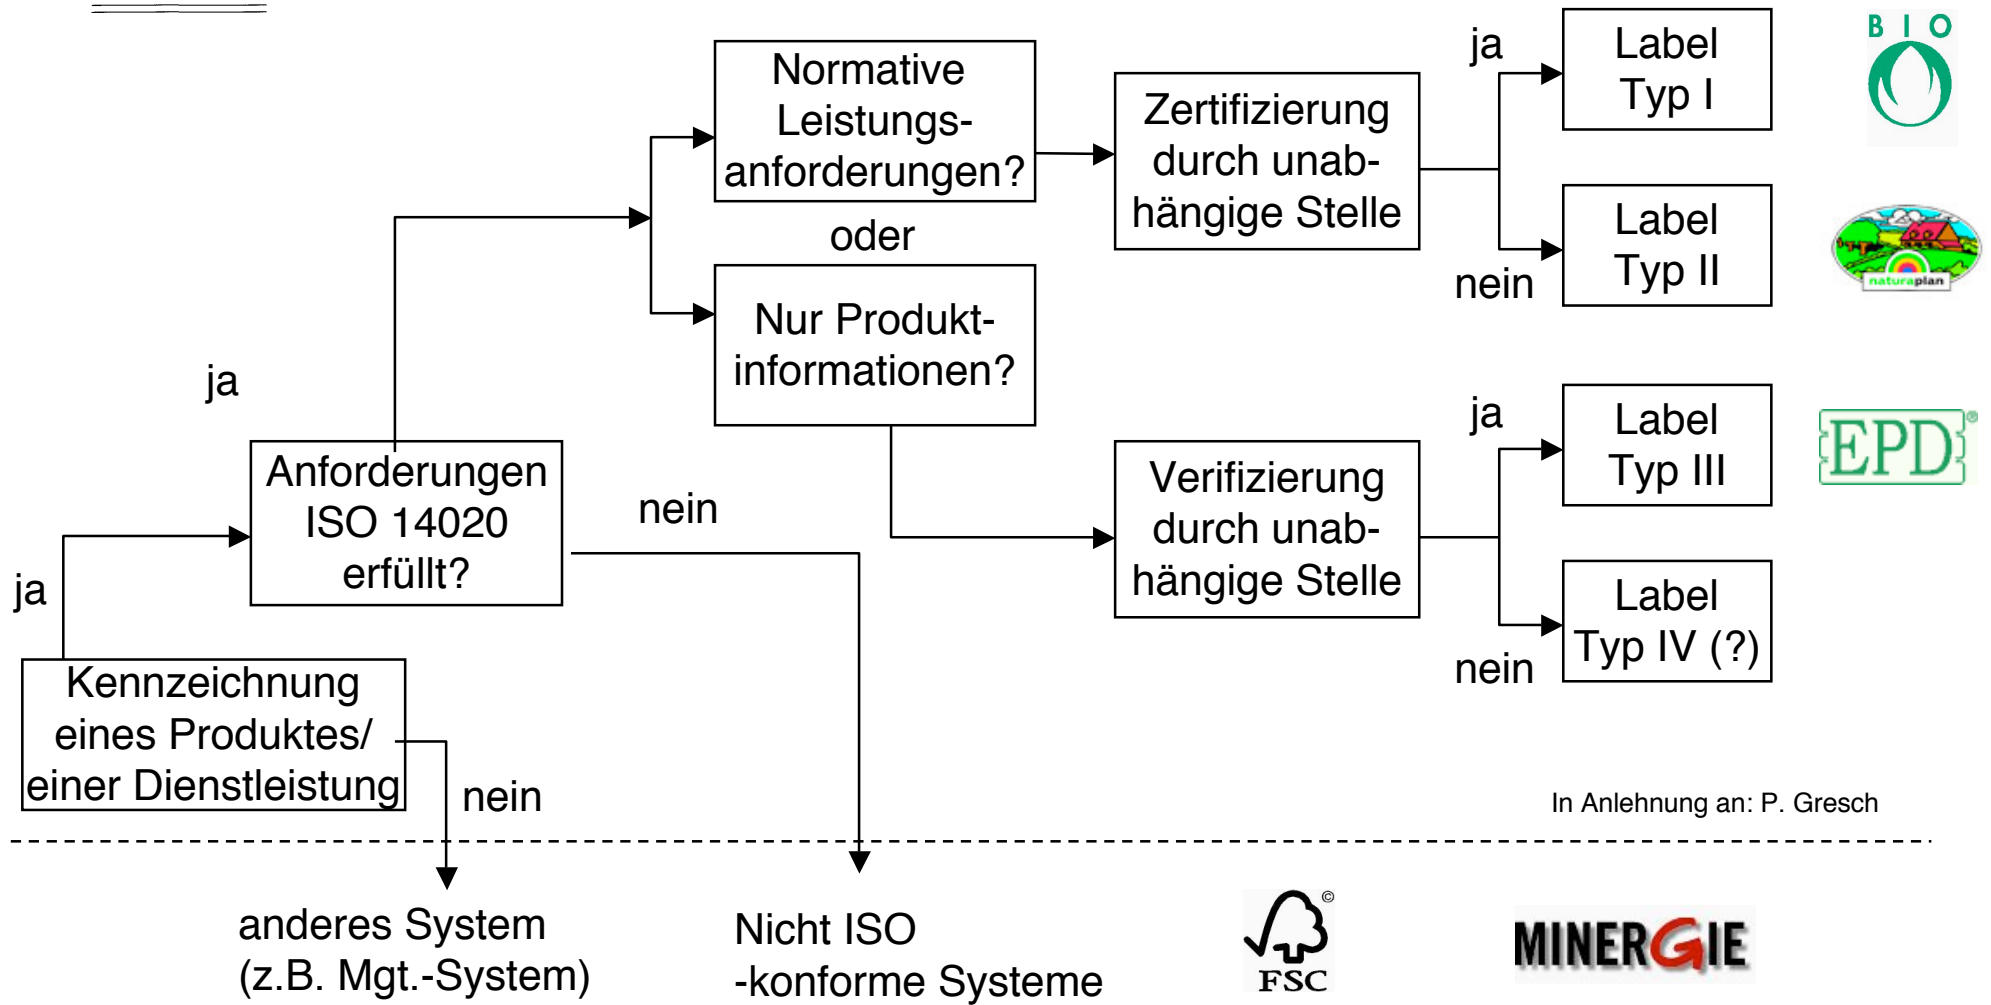 Normative
Leistungs-
anforderungen?
oder
Nur Produkt-
informationen?
Zertifizierung
durch unab-
hängige Stelle
ja
Label
Typ I
BIO
nein
Label
Typ II
naturaplan
ja
Anforderungen
ISO 14020
erfüllt?
nein
Verifizierung
durch unab-
hängige Stelle
ja
Label
Typ III
EPD®
nein
Label
Typ IV (?)
ja
Kennzeichnung
eines Produktes/
einer Dienstleistung
nein
In Anlehnung an: P. Gresch
anderes System
(z.B. Mgt.-System)
Nicht ISO
-konforme Systeme
©
FSC
MINERGIE